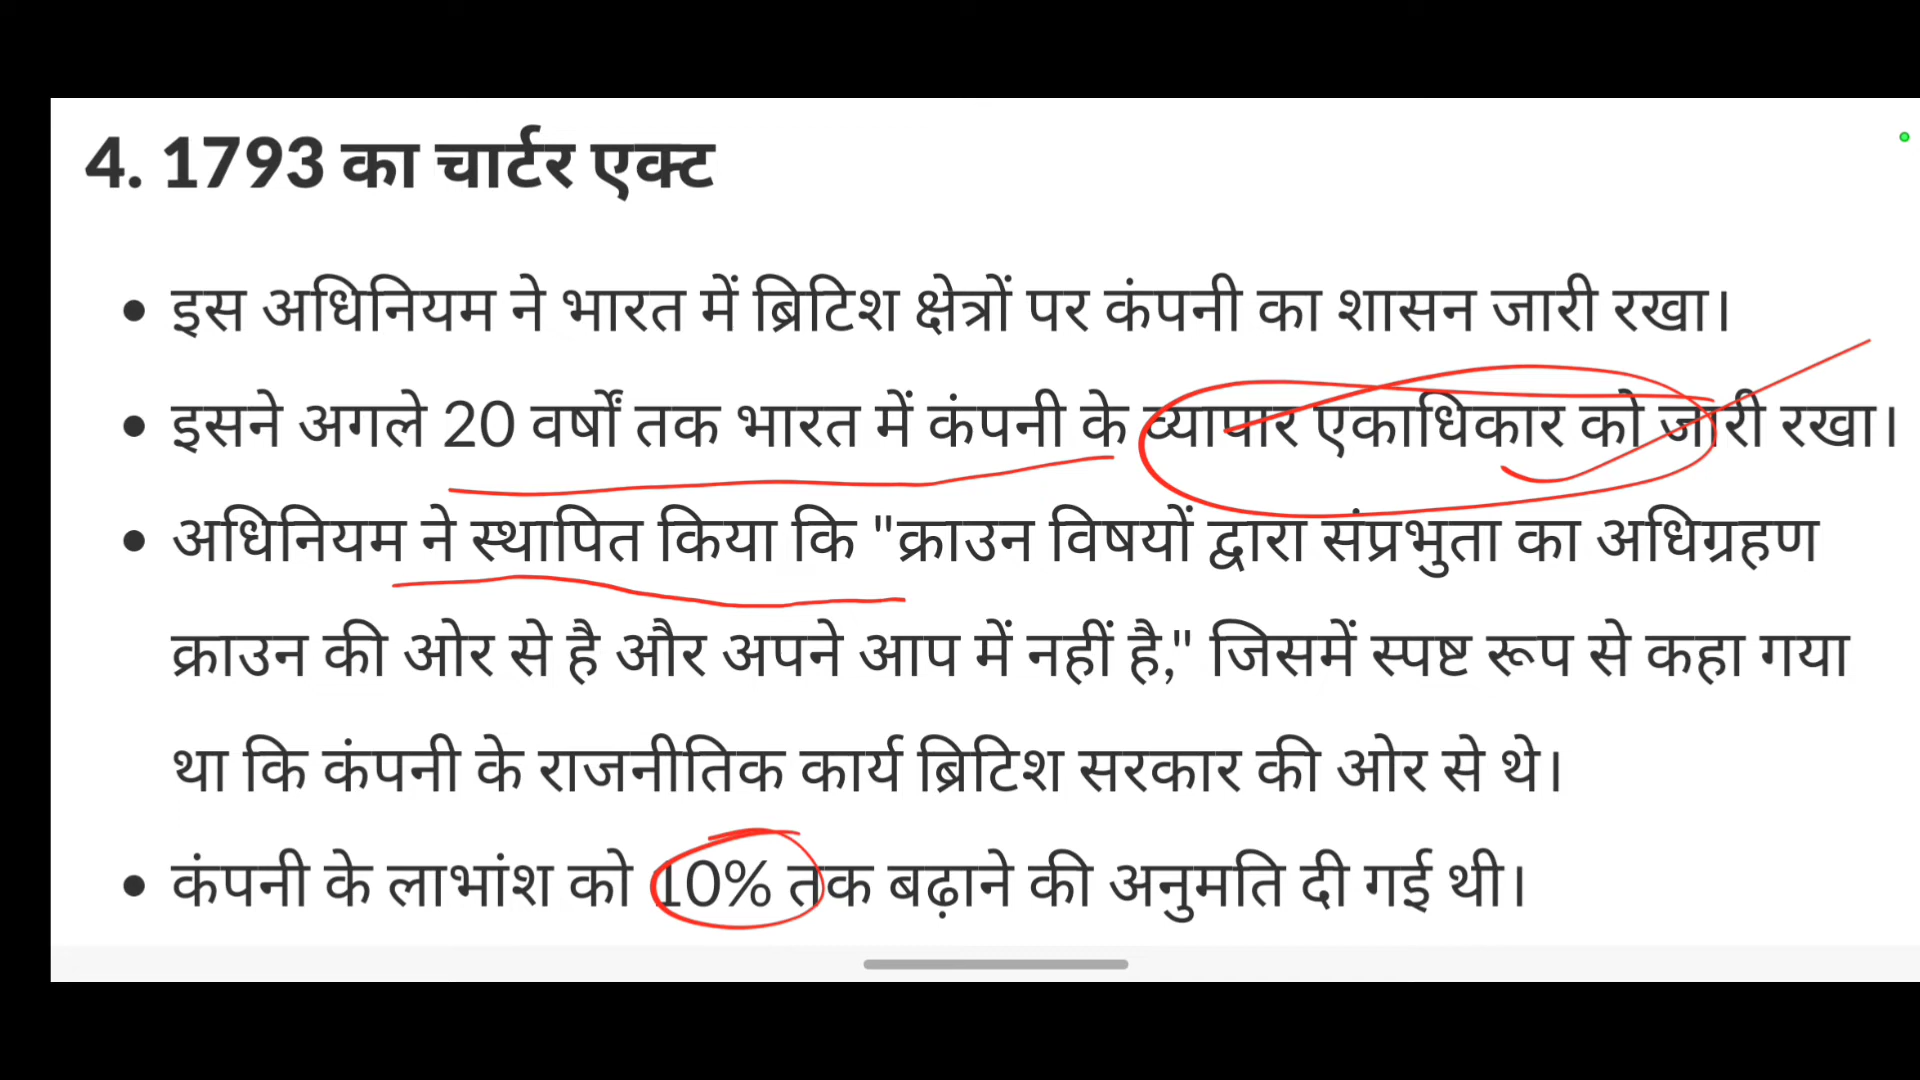 4. 1793 का चार्टर एक्ट
• इस अधिनियम ने भारत में ब्रिटिश क्षेत्रों पर कंपनी का शासन जारी रखा।
• इसने अगले 20 वर्षों तक भारत में कंपनी के व्यापार एकाधिकार को जारी रखा।
• अधिनियम ने स्थापित किया कि "क्राउन विषयों द्वारा संप्रभुता का अधिग्रहण
क्राउन की ओर से है और अपने आप में नहीं है," जिसमें स्पष्ट रूप से कहा गया
था कि कंपनी के राजनीतिक कार्य ब्रिटिश सरकार की ओर से थे।
• कंपनी के लाभांश को 10% तक बढ़ाने की अनुमति दी गई थी।